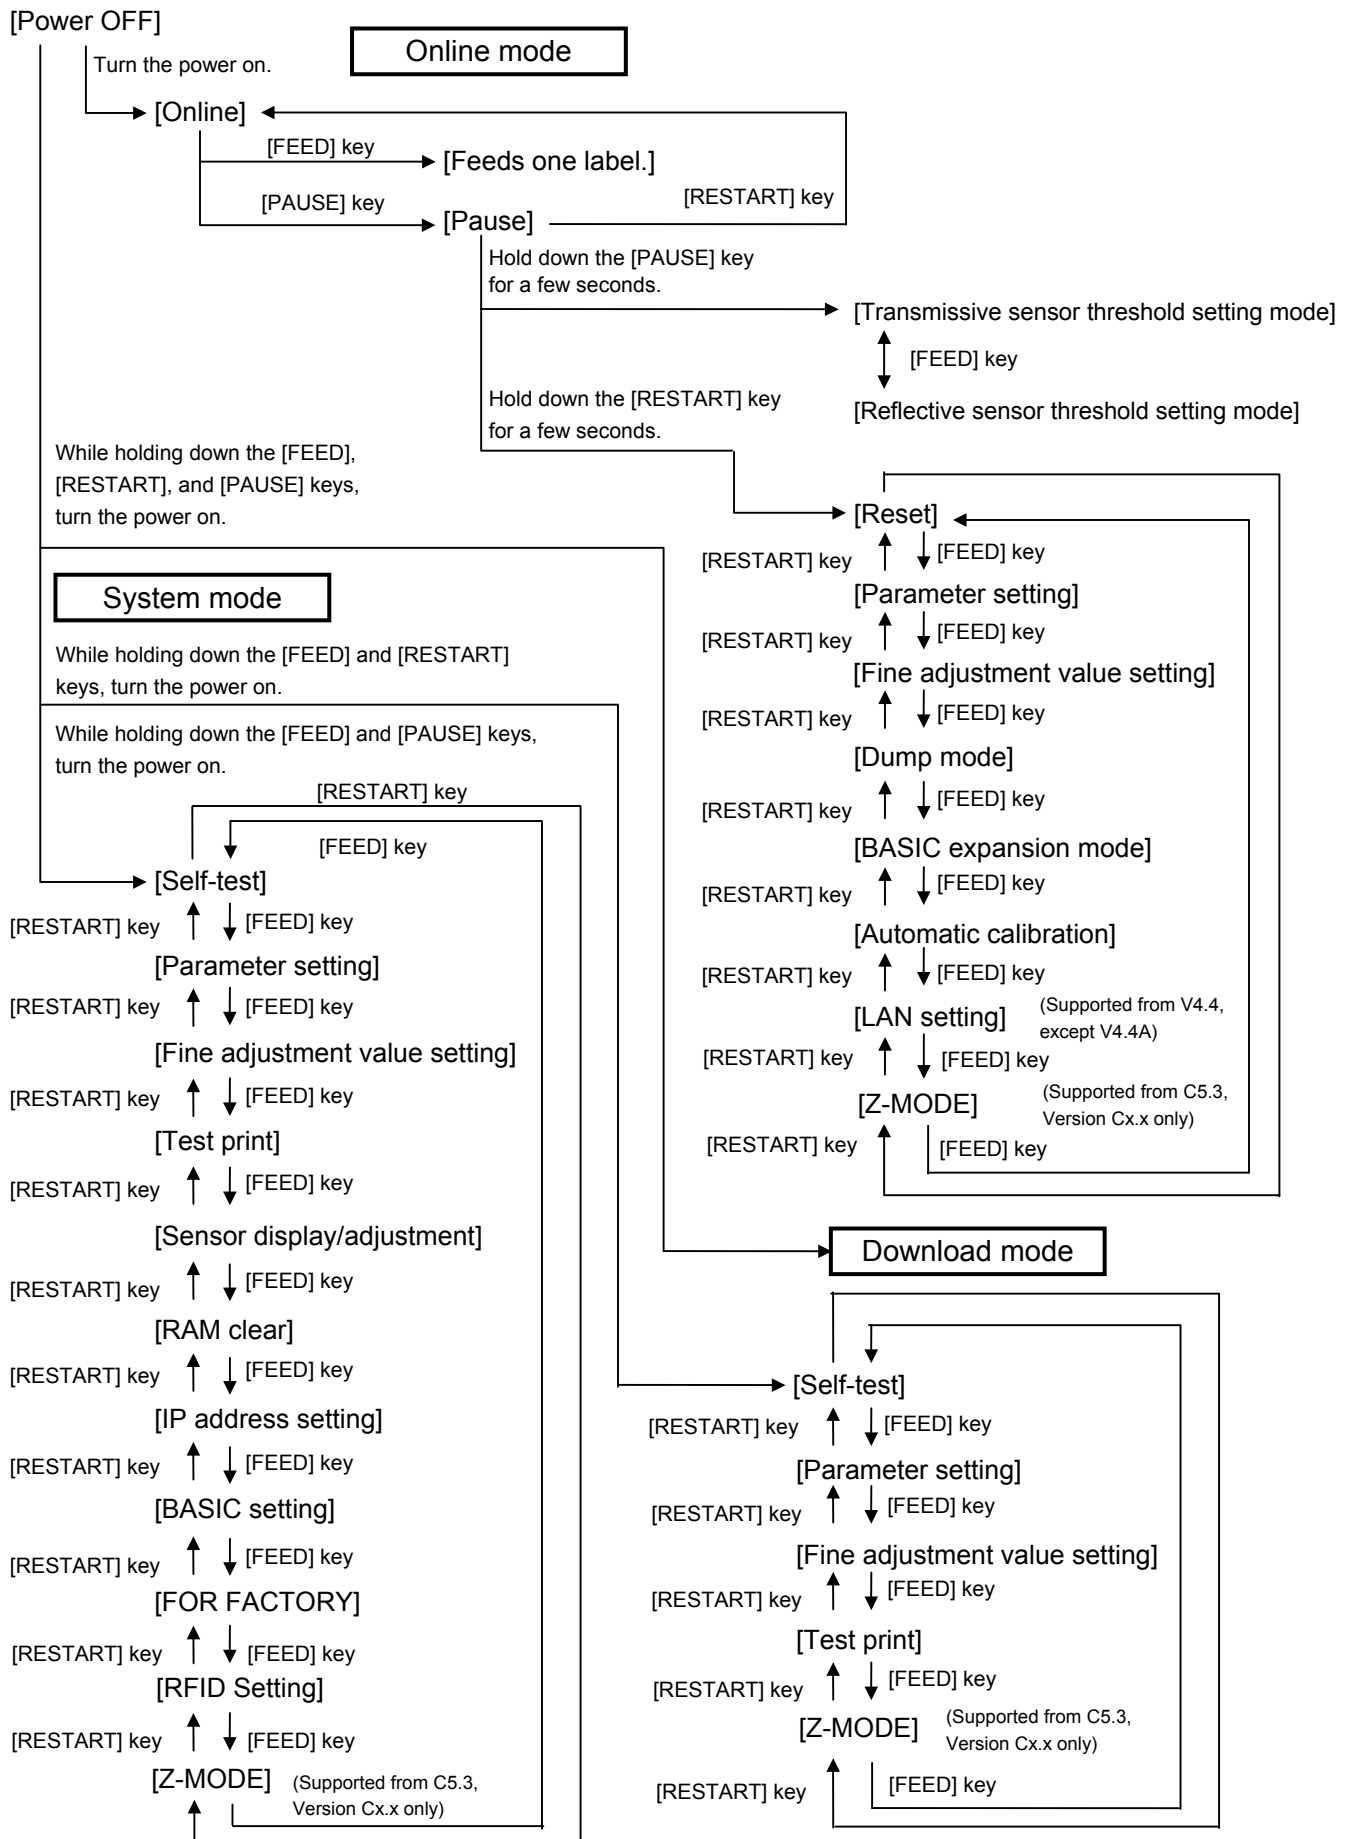 [Power OFF]
Online mode
Turn the power on.
[Online]
[FEED] key
[Feeds one label.]
[PAUSE] key
[RESTART] key
[Pause]
Hold down the [PAUSE] key
for a few seconds.
[Transmissive sensor threshold setting mode]
[FEED] key
[Reflective sensor threshold setting mode]
Hold down the [RESTART] key
for a few seconds.
While holding down the [FEED],
[RESTART], and [PAUSE] keys,
turn the power on.
[Reset]
[RESTART] key
[FEED] key
[Parameter setting]
[RESTART] key
[FEED] key
[Fine adjustment value setting]
[RESTART] key
[FEED] key
[Dump mode]
[RESTART] key
[FEED] key
[BASIC expansion mode]
[RESTART] key
[FEED] key
[Automatic calibration]
[RESTART] key
[FEED] key
[LAN setting]
(Supported from V4.4,
except V4.4A)
[RESTART] key
[FEED] key
[Z-MODE]
(Supported from C5.3,
Version Cx.x only)
[RESTART] key
[FEED] key
System mode
While holding down the [FEED] and [RESTART]
keys, turn the power on.
While holding down the [FEED] and [PAUSE] keys,
turn the power on.
[RESTART] key
[FEED] key
[Self-test]
[RESTART] key
[FEED] key
[Parameter setting]
[RESTART] key
[FEED] key
[Fine adjustment value setting]
[RESTART] key
[FEED] key
[Test print]
[RESTART] key
[FEED] key
[Sensor display/adjustment]
[RESTART] key
[FEED] key
[RAM clear]
[RESTART] key
[FEED] key
[IP address setting]
[RESTART] key
[FEED] key
[BASIC setting]
[RESTART] key
[FEED] key
[FOR FACTORY]
[RESTART] key
[FEED] key
[RFID Setting]
[RESTART] key
[FEED] key
[Z-MODE]
(Supported from C5.3,
Version Cx.x only)
Download mode
[Self-test]
[RESTART] key
[FEED] key
[Parameter setting]
[RESTART] key
[FEED] key
[Fine adjustment value setting]
[RESTART] key
[FEED] key
[Test print]
[RESTART] key
[FEED] key
[Z-MODE]
(Supported from C5.3,
Version Cx.x only)
[RESTART] key
[FEED] key